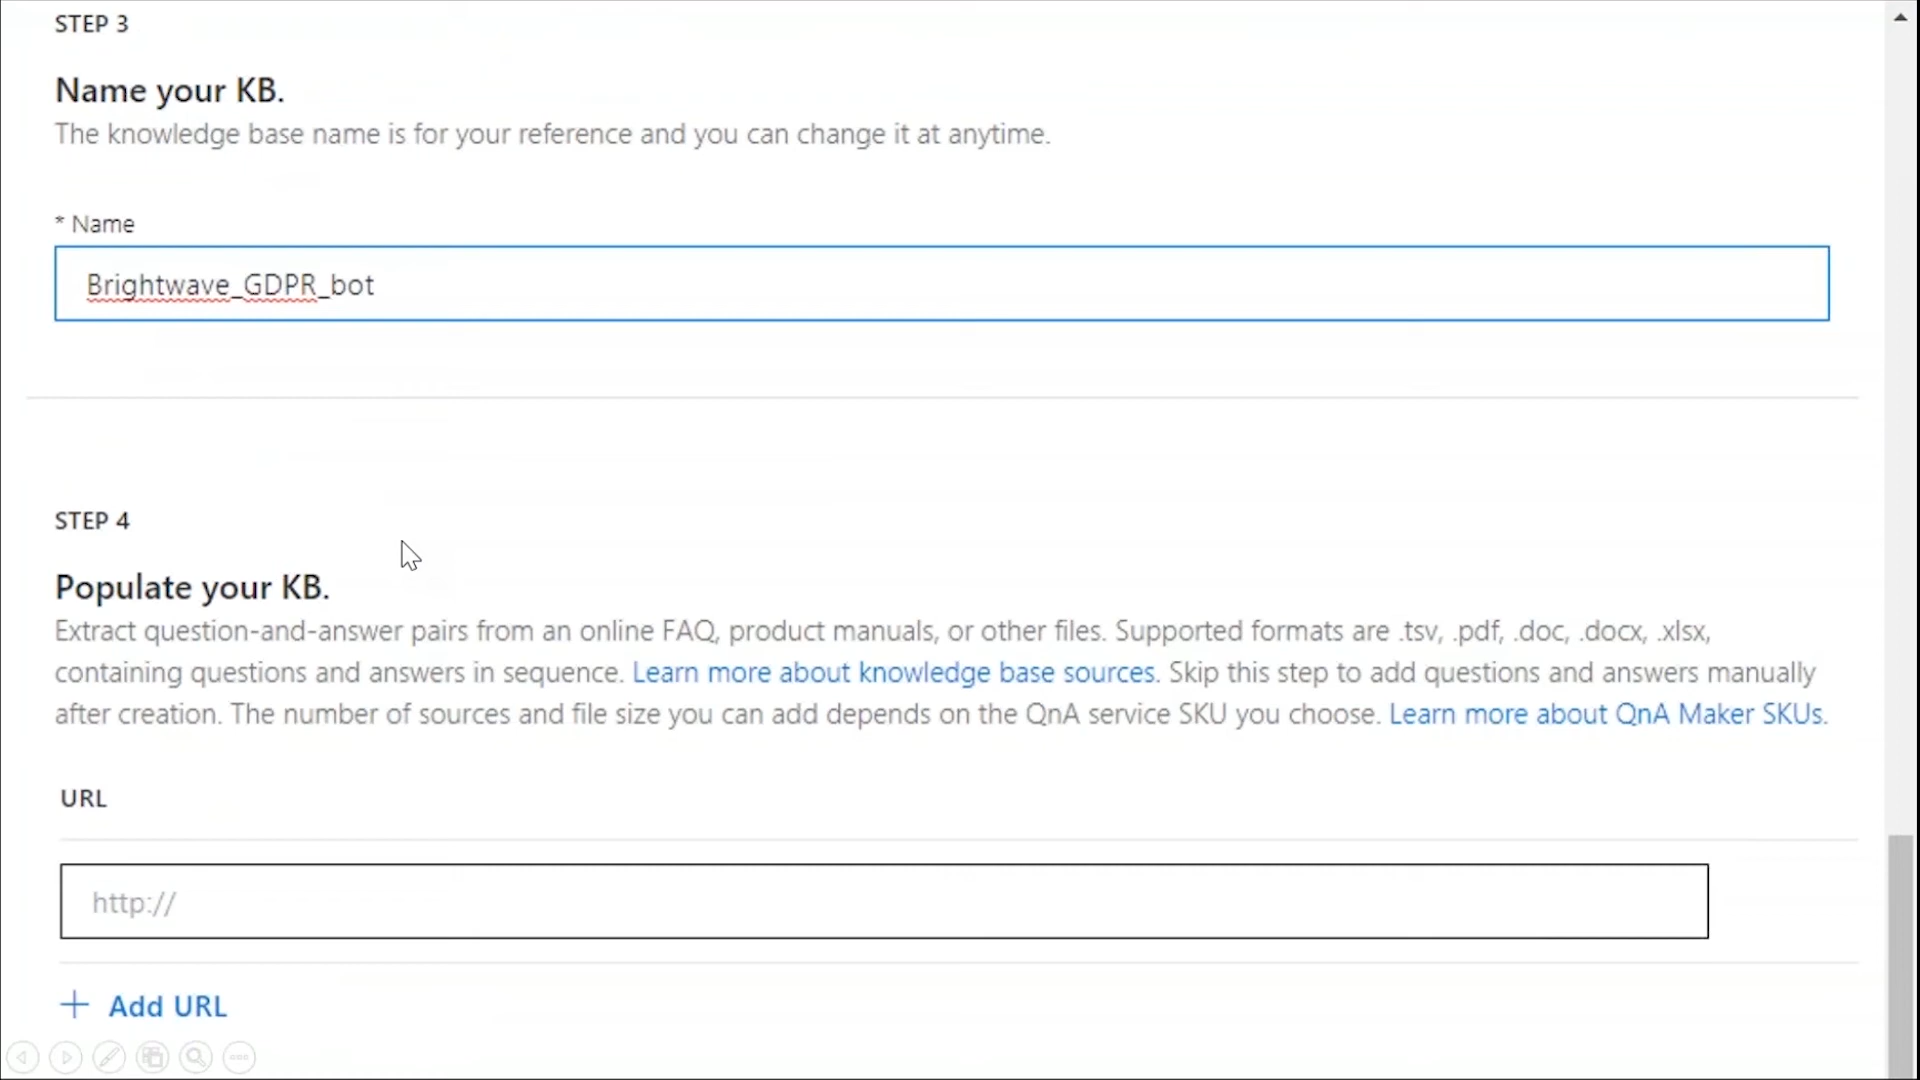 STEP 3
Name your KB.
The knowledge base name is for your reference and you can change it at anytime.
* Name
Brightwave_GDPR_bot
STEP 4
Populate your KB.
Extract question-and-answer pairs from an online FAQ, product manuals, or other files. Supported formats are .tsv, .pdf, .doc, .docx, .xlsx,
containing questions and answers in sequence. Learn more about knowledge base sources. Skip this step to add questions and answers manually
after creation. The number of sources and file size you can add depends on the QnA service SKU you choose. Learn more about QnA Maker SKUs.
URL
http://
+ Add URL